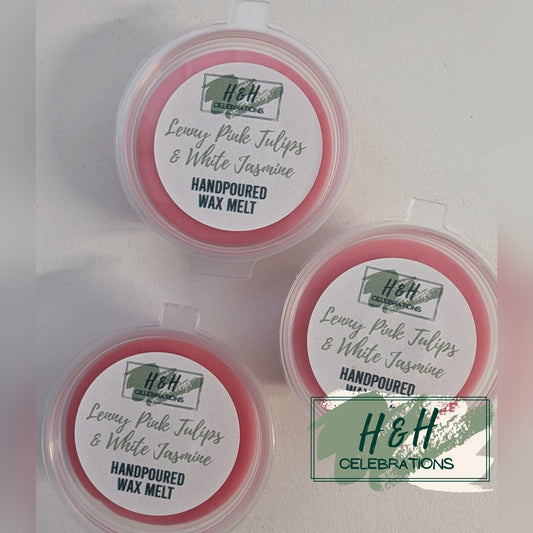 H&H
CELEBRATIONS
Lenny Pink Tulips
& White Jasmine
HANDPOURED
WAX MELT
H&H
CELEBRATIONS
Lenny Pink Tulips
& White Jasmine
HANDPOURED
H&H
CELEBRATIONS
Lenny Pink Tulips
& White Jasmine
HANDPOURED
WAX MELT
H&H
CELEBRATIONS